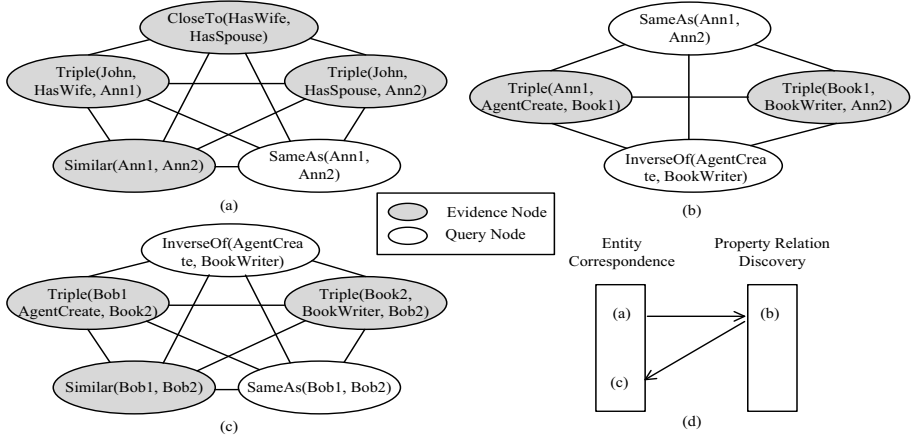 CloseTo(HasWife,
HasSpouse)
Triple(John,
HasWife, Ann1)
Triple(John,
HasSpouse, Ann2)
Similar(Ann1, Ann2)
SameAs(Ann1,
Ann2)
(a)
SameAs(Ann1,
Ann2)
Triple(Ann1,
AgentCreate, Book1)
Triple(Book1,
BookWriter, Ann2)
InverseOf(AgentCrea
te, BookWriter)
(b)
Evidence Node
Query Node
InverseOf(AgentCrea
te, BookWriter)
Triple(Bob1
AgentCreate, Book2)
Triple(Book2,
BookWriter, Bob2)
Similar(Bob1, Bob2)
SameAs(Bob1, Bob2)
(c)
Entity
Correspondence
Property Relation
Discovery
(a)
(b)
(c)
(d)